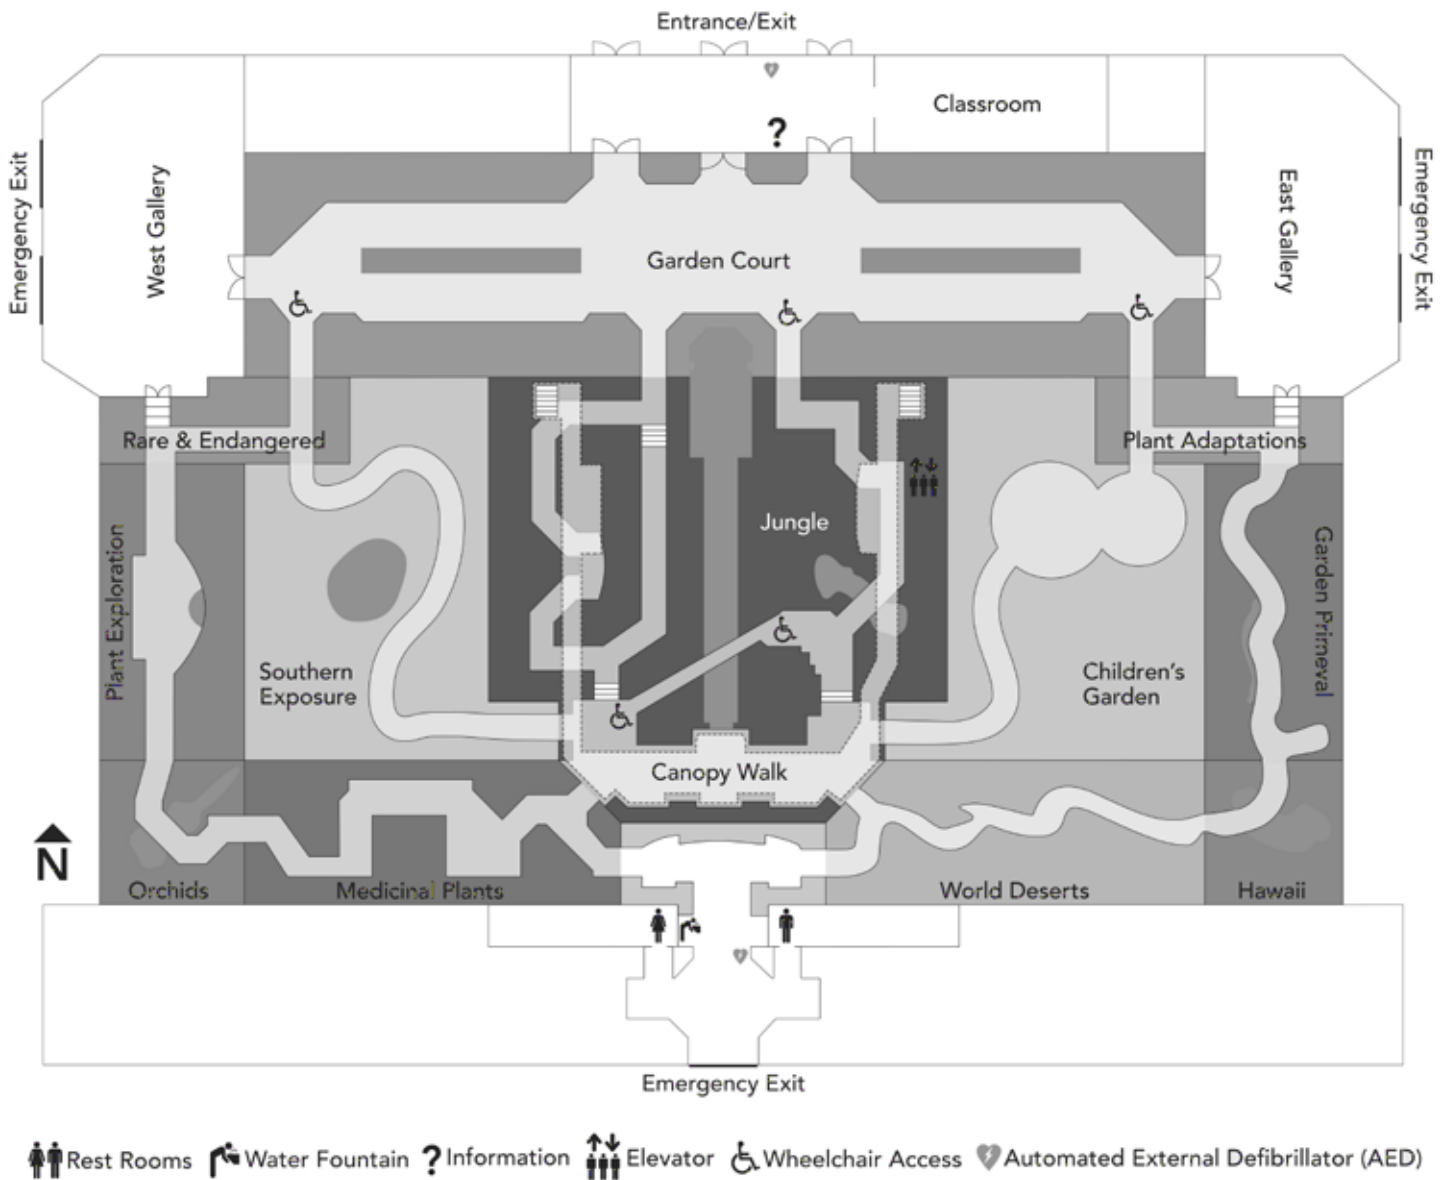 Entrance/Exit
Classroom
?
Emergency Exit
West Gallery
East Gallery
Emergency Exit
Garden Court
Rare & Endangered
Plant Adaptations
Jungle
Plant Exploration
Garden Primeval
Southern
Exposure
Children's
Garden
Canopy Walk
N
Orchids
Medicinal Plants
World Deserts
Hawaii
Emergency Exit
Rest Rooms
Water Fountain
? Information
Elevator
Wheelchair Access
Automated External Defibrillator (AED)